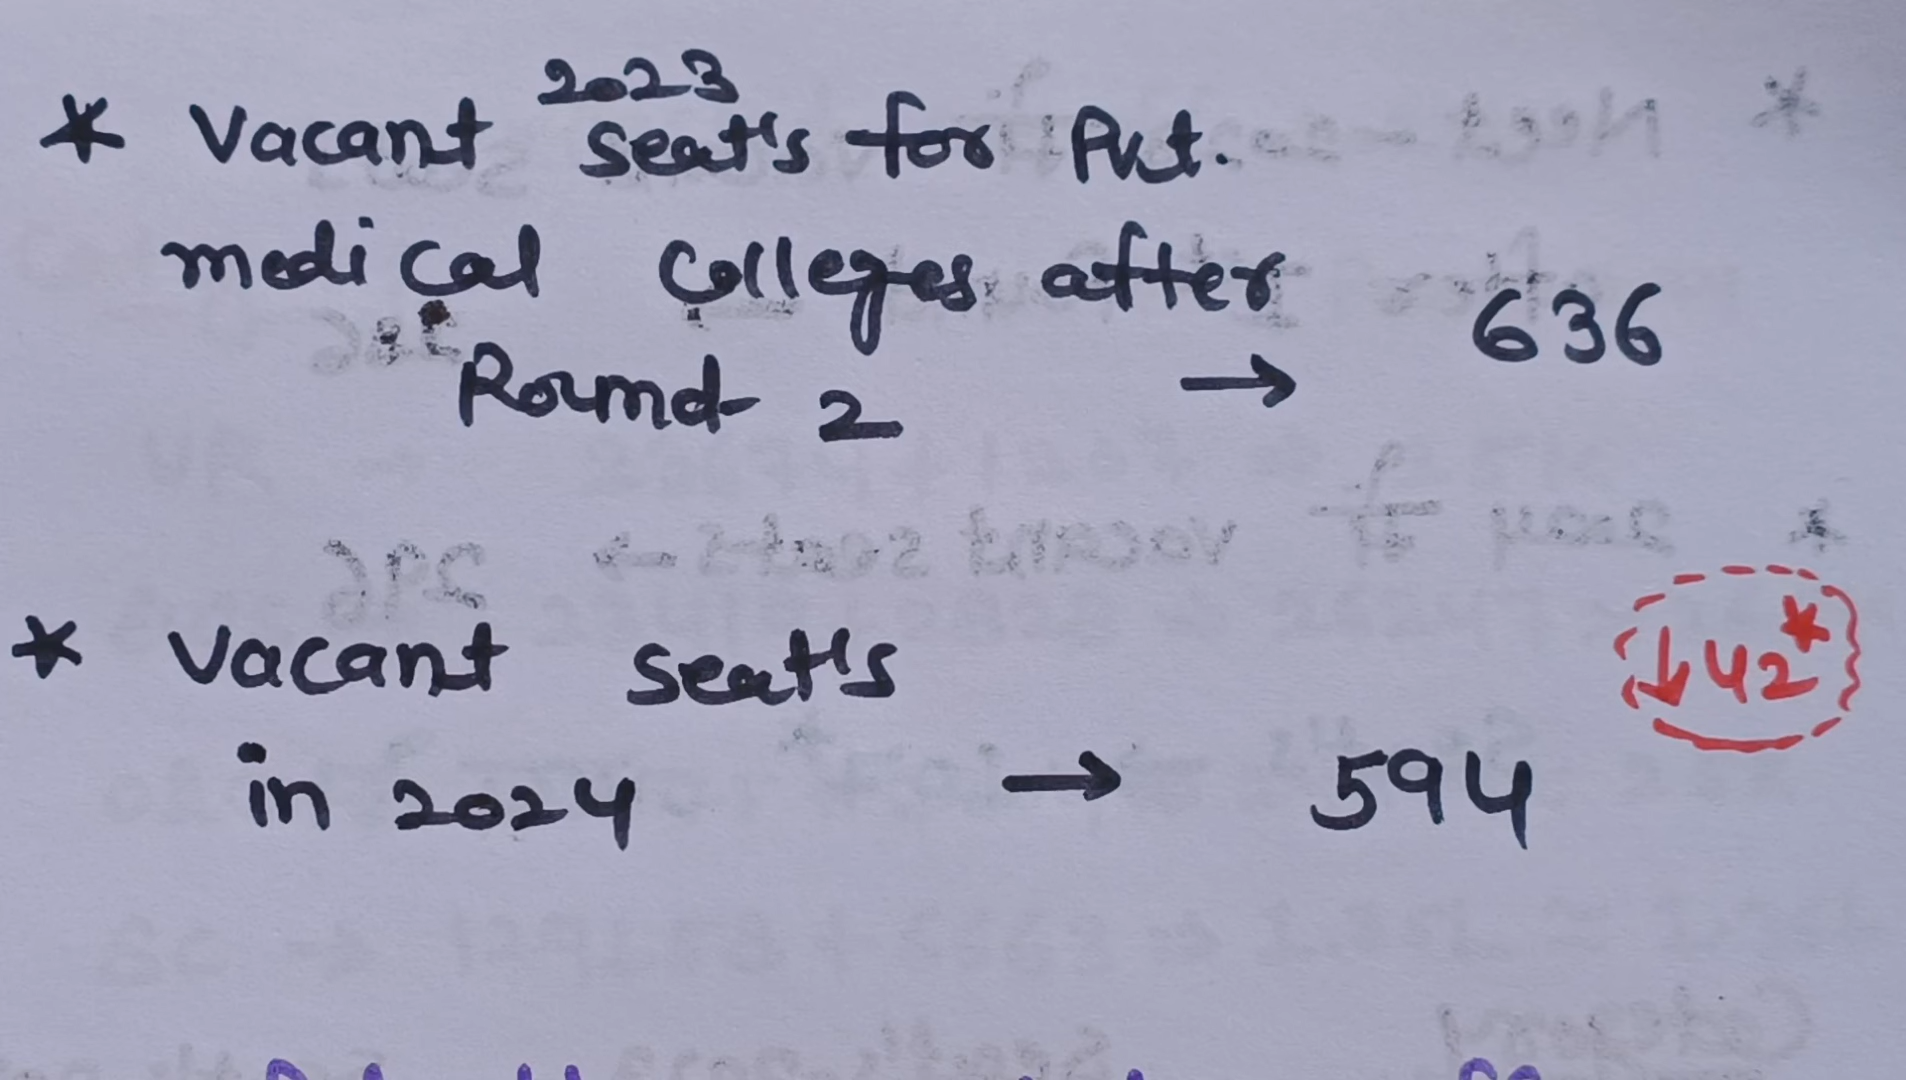 2023
* Vacant seat's for Pvt.
medical colleges after
Round- 2 → 636
↓42*
* Vacant seat's
in 2024 → 594